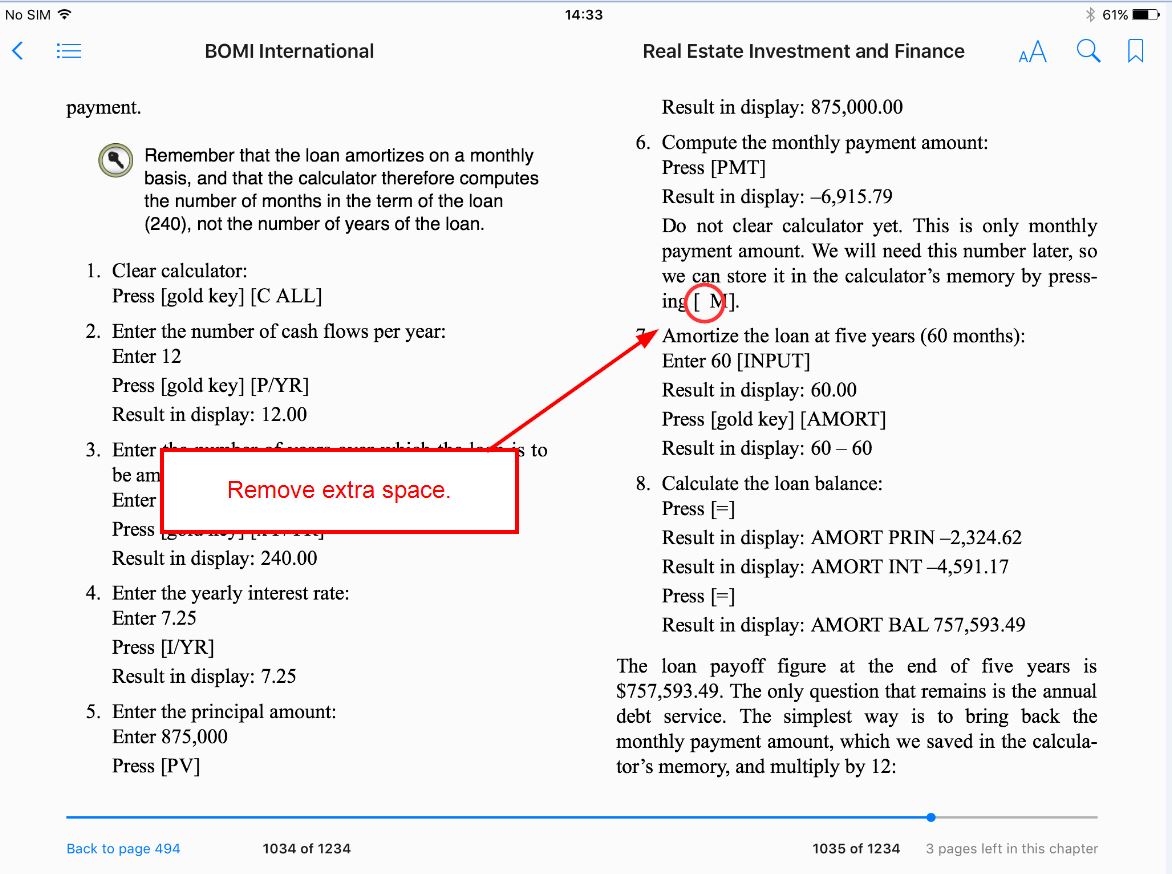 No SIM 14:33 61%
BOMI International
Real Estate Investment and Finance
AA
payment.
Remember that the loan amortizes on a monthly
basis, and that the calculator therefore computes
the number of months in the term of the loan
(240), not the number of years of the loan.
1. Clear calculator:
Press [gold key] [C ALL]
2. Enter the number of cash flows per year:
Enter 12
Press [gold key] [P/YR]
Result in display: 12.00
3. Enter the number of years over which the loan is to
be am
Enter
Press
Remove extra space.
Result in display: 240.00
4. Enter the yearly interest rate:
Enter 7.25
Press [I/YR]
Result in display: 7.25
5. Enter the principal amount:
Enter 875,000
Press [PV]
Result in display: 875,000.00
6. Compute the monthly payment amount:
Press [PMT]
Result in display: –6,915.79
Do not clear calculator yet. This is only monthly
payment amount. We will need this number later, so
we can store it in the calculator’s memory by press-
ing [  M].
7. Amortize the loan at five years (60 months):
Enter 60 [INPUT]
Result in display: 60.00
Press [gold key] [AMORT]
Result in display: 60 – 60
8. Calculate the loan balance:
Press [=]
Result in display: AMORT PRIN –2,324.62
Result in display: AMORT INT –4,591.17
Press [=]
Result in display: AMORT BAL 757,593.49
The loan payoff figure at the end of five years is
$757,593.49. The only question that remains is the annual
debt service. The simplest way is to bring back the
monthly payment amount, which we saved in the calcula-
tor’s memory, and multiply by 12:
Back to page 494
1034 of 1234
1035 of 1234
3 pages left in this chapter